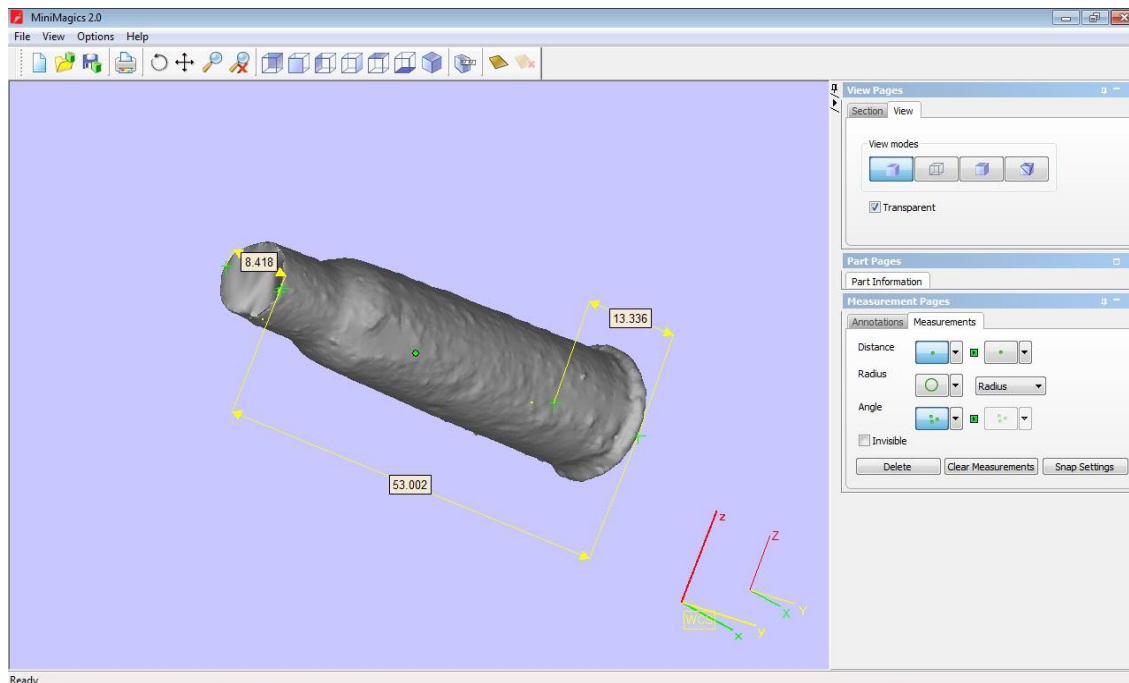 MiniMagics 2.0
File View Options Help
View Pages
Section View
View modes
Transparent
Part Pages
Part Information
Measurement Pages
Annotations Measurements
Distance
Radius
Radius
Angle
Invisible
Delete Clear Measurements Snap Settings
8.418
13.336
53.002
z
Z
WCS
x
y
X
Y
Ready